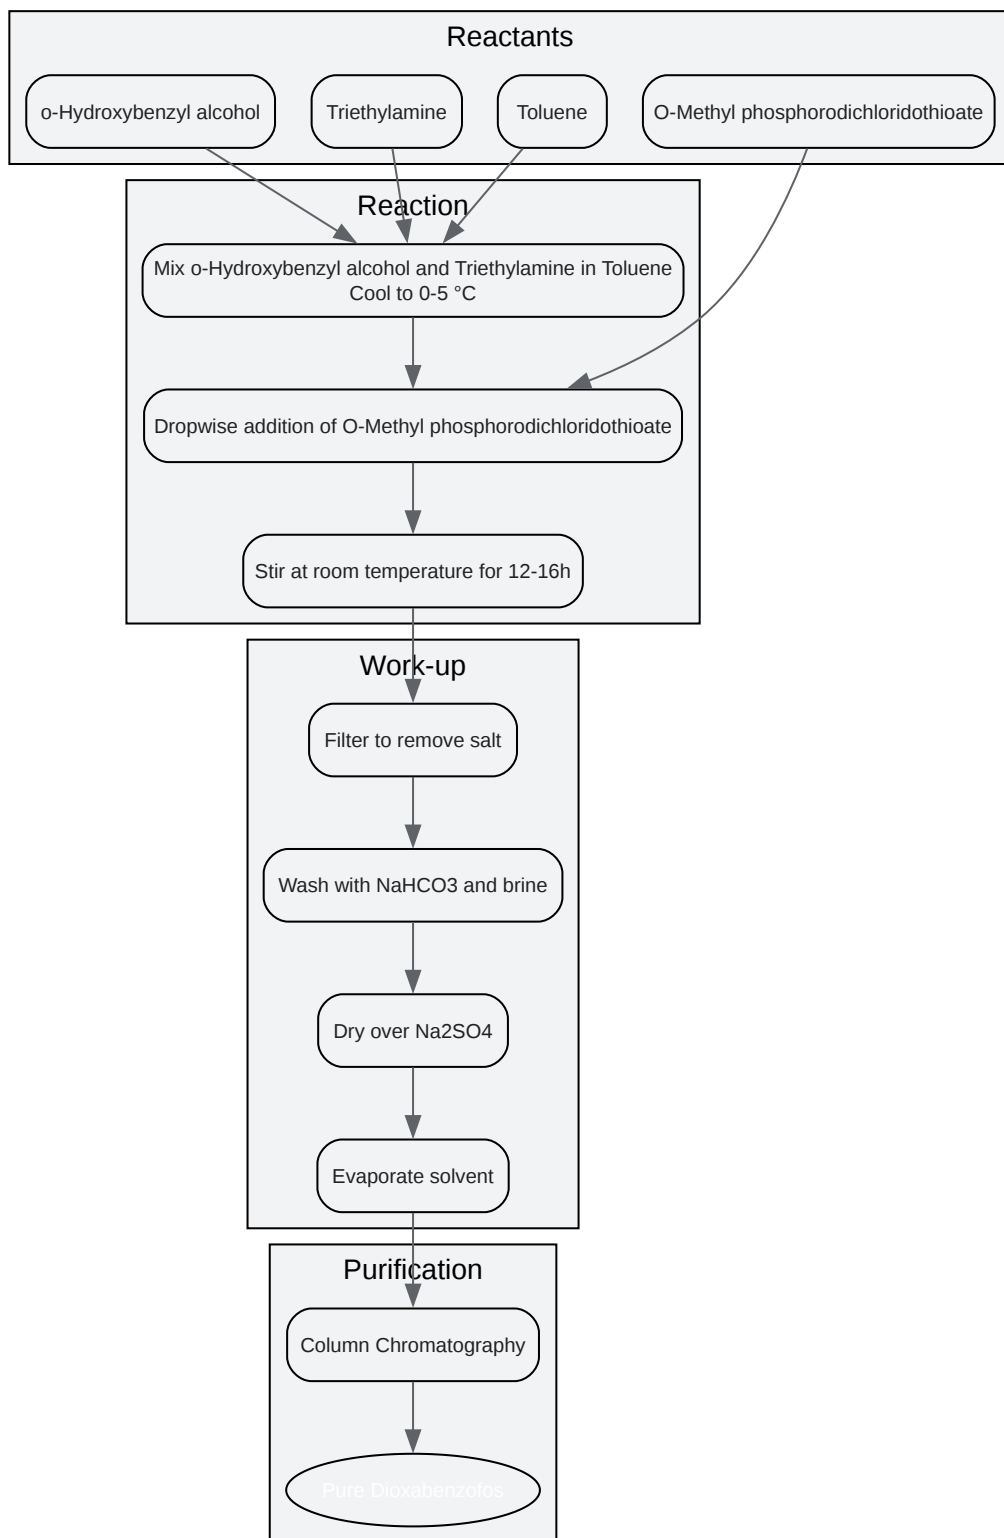 Reactants
o-Hydroxybenzyl alcohol
Triethylamine
Toluene
O-Methyl phosphorodichloridothioate
Reaction
Mix o-Hydroxybenzyl alcohol and Triethylamine in Toluene
Cool to 0-5 °C
Dropwise addition of O-Methyl phosphorodichloridothioate
Stir at room temperature for 12-16h
Work-up
Filter to remove salt
Wash with NaHCO3 and brine
Dry over Na2SO4
Evaporate solvent
Purification
Column Chromatography
Pure Dioxabenzofos